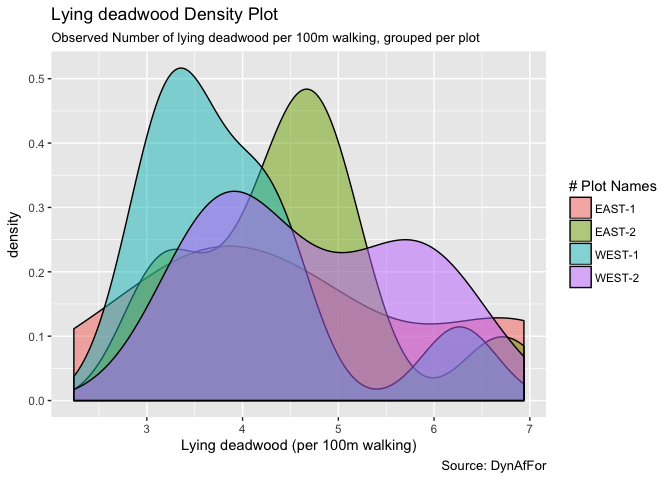 Lying deadwood Density Plot
Observed Number of lying deadwood per 100m walking, grouped per plot
density
0.5
0.4
0.3
0.2
0.1
0.0
3 4 5 6 7
Lying deadwood (per 100m walking)
# Plot Names
EAST-1
EAST-2
WEST-1
WEST-2
Source: DynAfFor